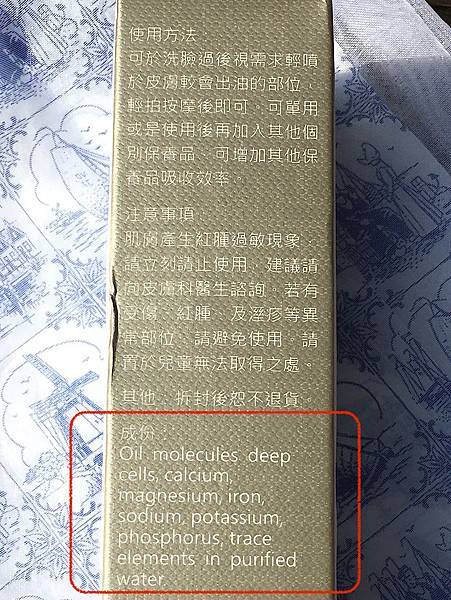 使用方法：
可於洗臉過後視需求輕噴
於皮膚較會出油的部位，
輕拍按摩後即可。可單用
或是使用後再加入其他個
別保養品、可增加其他保
養品吸收效率。
注意事項：
肌膚產生紅腫過敏現象，
請立刻請止使用，建議請
向皮膚科醫生諮詢。若有
受傷、紅腫、及溼疹等異
常部位，請避免使用。請
置於兒童無法取得之處。
其他：拆封後恕不退貨。
成份：
Oil molecules deep
cells, calcium,
magnesium, iron,
sodium, potassium,
phosphorus, trace
elements in purified
water.